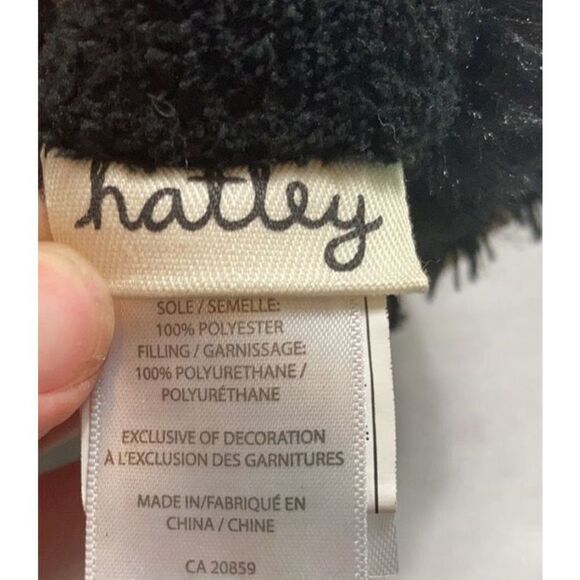 hatley
SOLE / SEMELLE:
100% POLYESTER
FILLING / GARNISSAGE:
100% POLYURETHANE /
POLYURÉTHANE
EXCLUSIVE OF DECORATION
À L'EXCLUSION DES GARNITURES
MADE IN/FABRIQUÉ EN
CHINA / CHINE
CA 20859